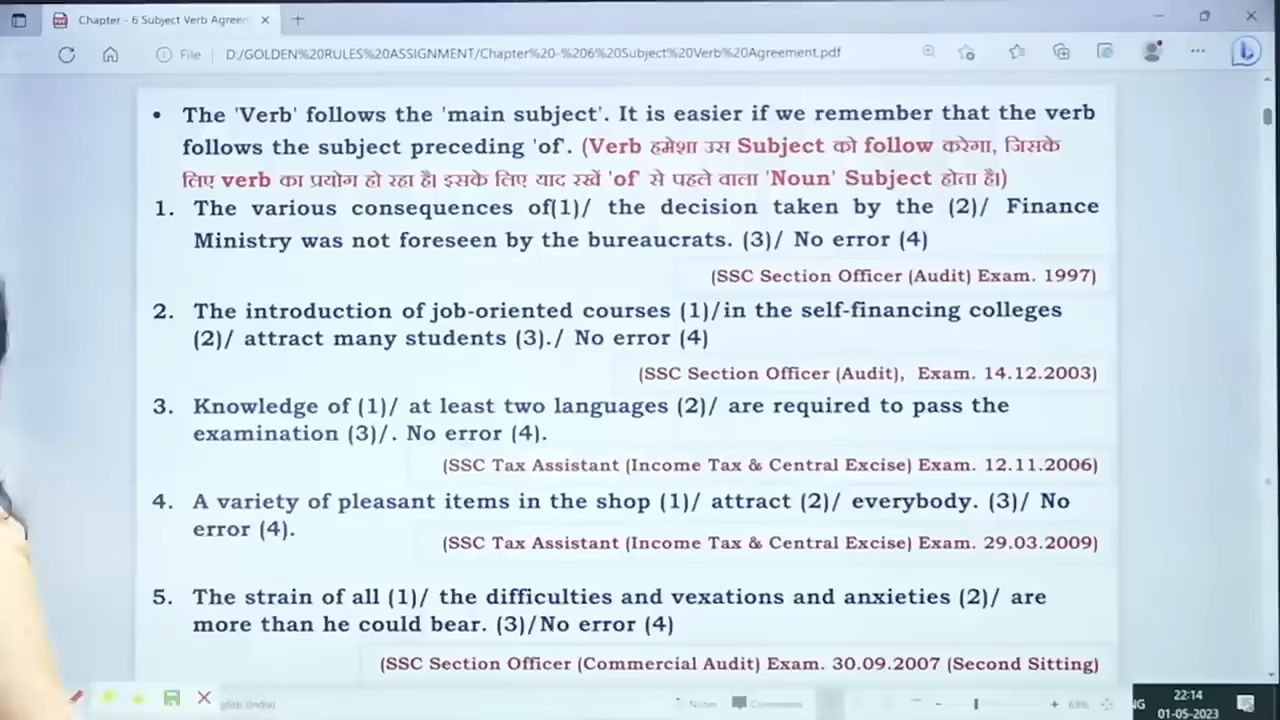 Chapter - 6 Subject Verb Agreen
File
D:/GOLDEN%20RULES%20ASSIGNMENT/Chapter%20-%206%20Subject%20Verb%20Agreement.pdf
• The 'Verb' follows the 'main subject'. It is easier if we remember that the verb
follows the subject preceding 'of'. (Verb हमेशा उस Subject को follow करेगा, जिसके
लिए verb का प्रयोग हो रहा है। इसके लिए याद रखें 'of' से पहले वाला 'Noun' Subject होता है।)
1. The various consequences of(1)/ the decision taken by the (2)/ Finance
Ministry was not foreseen by the bureaucrats. (3)/ No error (4)
(SSC Section Officer (Audit) Exam. 1997)
2. The introduction of job-oriented courses (1)/in the self-financing colleges
(2)/ attract many students (3)./ No error (4)
(SSC Section Officer (Audit), Exam. 14.12.2003)
3. Knowledge of (1)/ at least two languages (2)/ are required to pass the
examination (3)/. No error (4).
(SSC Tax Assistant (Income Tax & Central Excise) Exam. 12.11.2006)
4. A variety of pleasant items in the shop (1)/ attract (2)/ everybody. (3)/ No
error (4).
(SSC Tax Assistant (Income Tax & Central Excise) Exam. 29.03.2009)
5. The strain of all (1)/ the difficulties and vexations and anxieties (2)/ are
more than he could bear. (3)/No error (4)
(SSC Section Officer (Commercial Audit) Exam. 30.09.2007 (Second Sitting)
glish (India)
Notes
Comments
63%
NG
22:14
01-05-2023